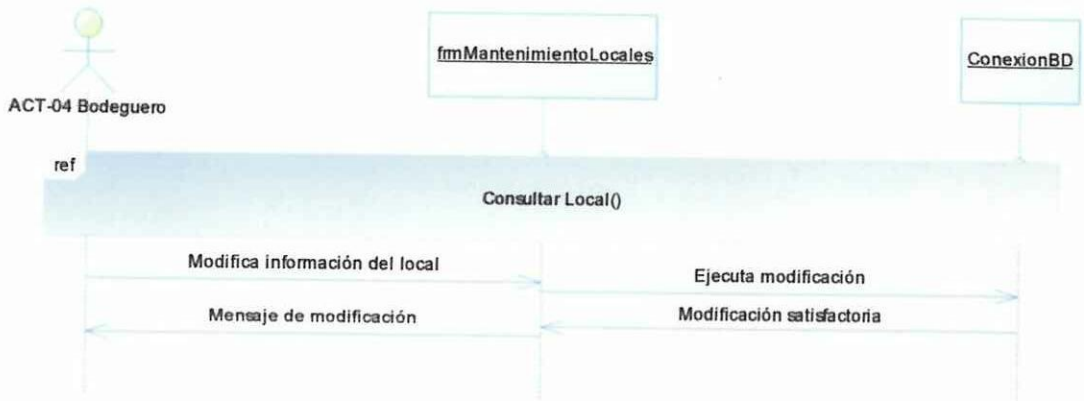 frmMantenimientoLocales
ConexionBD
ACT-04 Bodeguero
ref
Consultar Local()
Modifica información del local
Ejecuta modificación
Mensaje de modificación
Modificación satisfactoria